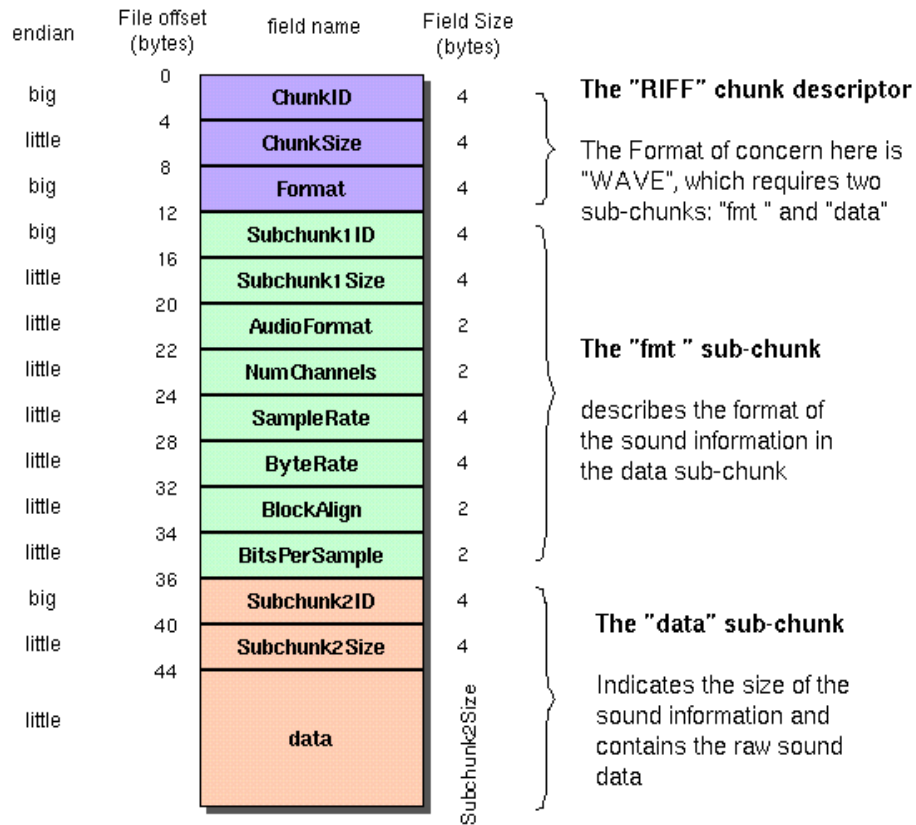 endian File offset (bytes) field name Field Size (bytes)
0
big ChunkID 4
4
little ChunkSize 4
8
big Format 4
12
big Subchunk1ID 4
16
little Subchunk1Size 4
20
little AudioFormat 2
22
little NumChannels 2
24
little SampleRate 4
28
little ByteRate 4
32
little BlockAlign 2
34
little BitsPerSample 2
36
big Subchunk2ID 4
40
little Subchunk2Size 4
44
little data Subchunk2Size
The "RIFF" chunk descriptor
The Format of concern here is
"WAVE", which requires two
sub-chunks: "fmt " and "data"
The "fmt " sub-chunk
describes the format of
the sound information in
the data sub-chunk
The "data" sub-chunk
Indicates the size of the
sound information and
contains the raw sound
data